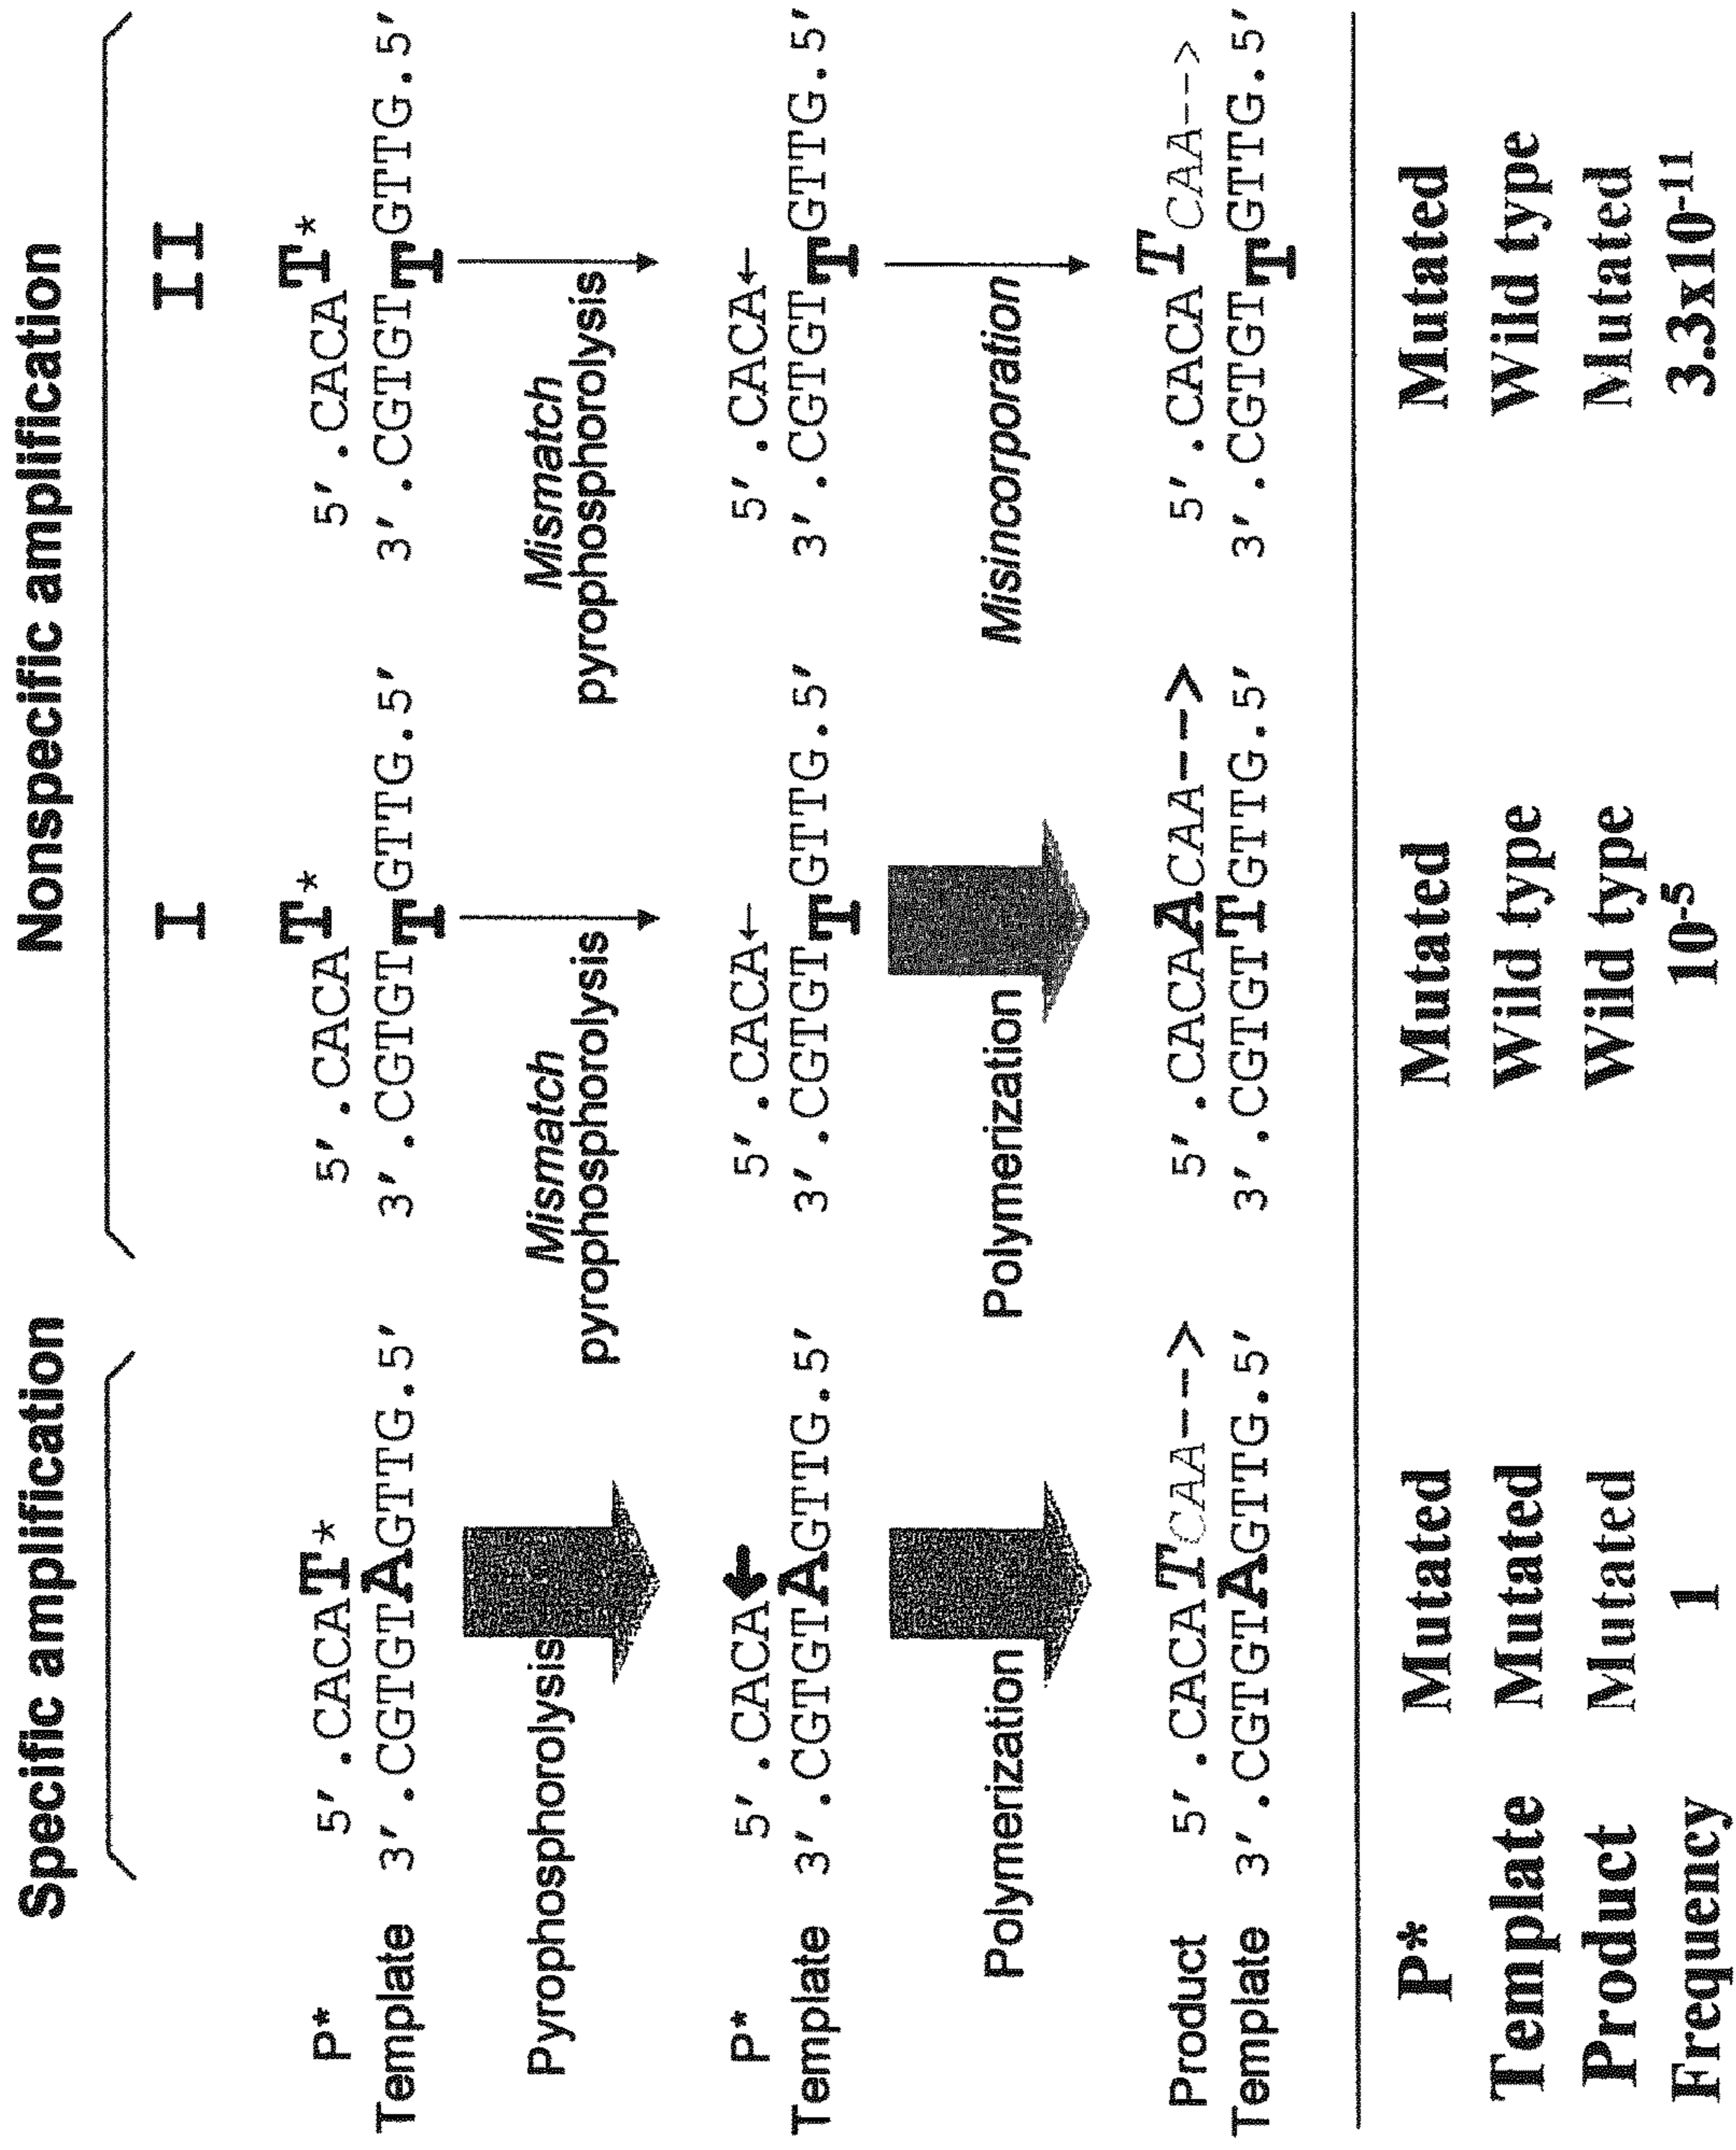 Specific amplification Nonspecific amplification
I II
P* 5′.CACAT* 5′.CACAT* 5′.CACAT*
Template 3′.CGTGTAGTTG.5′ 3′.CGTGTTGTTG.5′ 3′.CGTGTTGTTG.5′
Pyrophosphorolysis Mismatch Mismatch
pyrophosphorolysis pyrophosphorolysis
P* 5′.CACA← 5′.CACA← 5′.CACA←
Template 3′.CGTGTAGTTG.5′ 3′.CGTGTTGTTG.5′ 3′.CGTGTTGTTG.5′
Polymerization Polymerization Misincorporation
Product 5′.CACATCAA--> 5′.CACAACAA--> 5′.CACATCAA-->
Template 3′.CGTGTAGTTG.5′ 3′.CGTGTTGTTG.5′ 3′.CGTGTTGTTG.5′
P* Mutated Mutated Mutated
Template Mutated Wild type Wild type
Product Mutated Wild type Mutated
Frequency 1 10⁻⁵ 3.3x10⁻¹¹